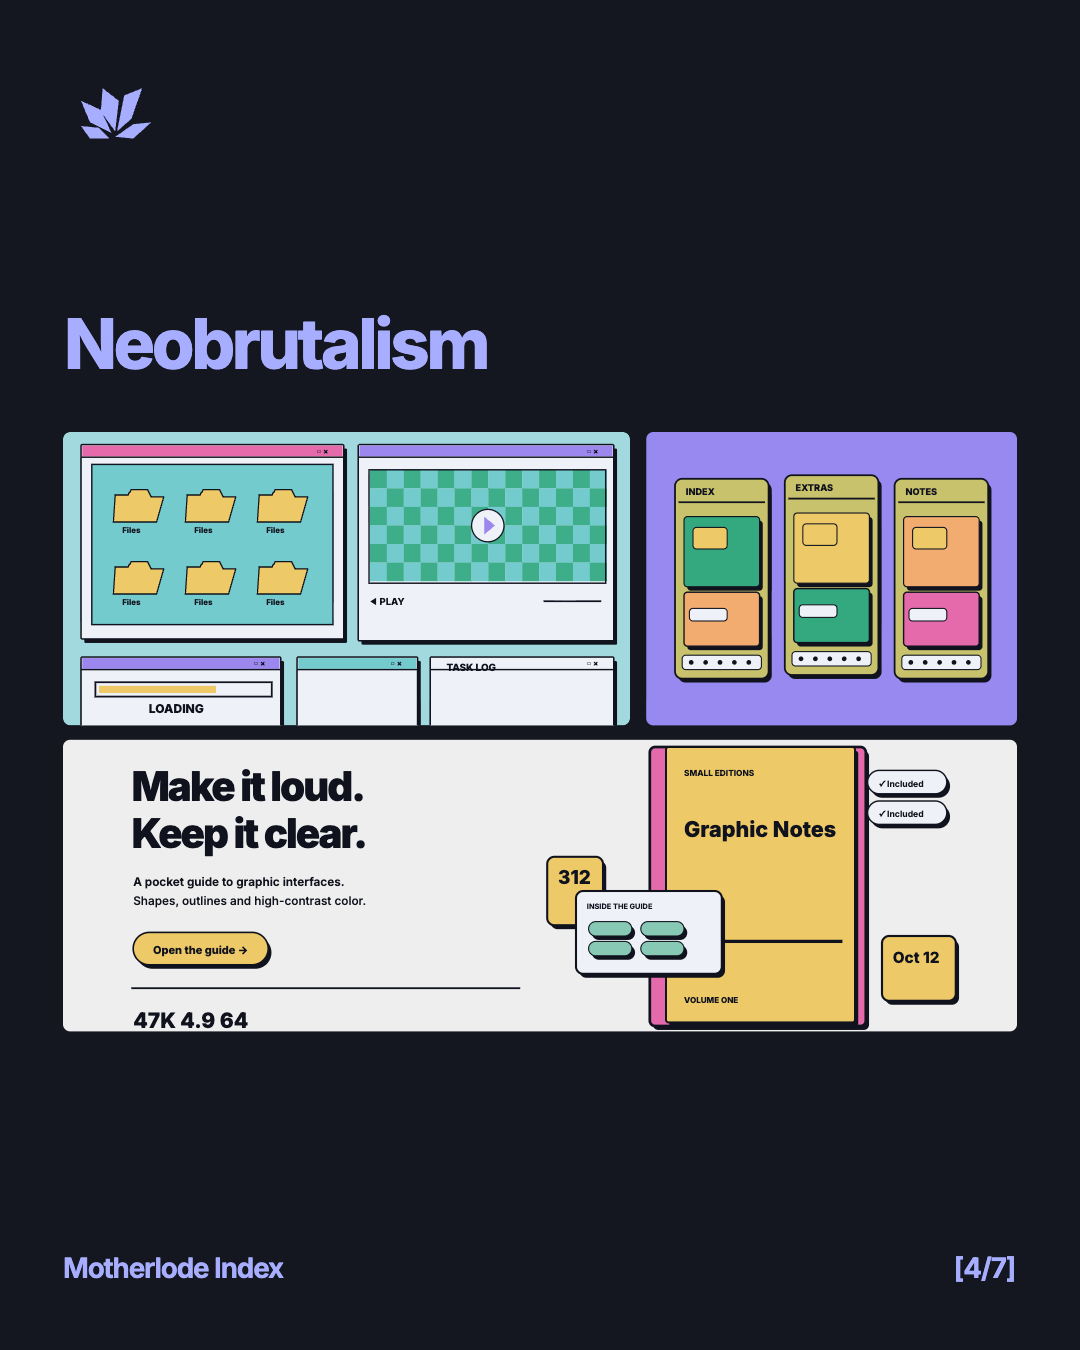 Neobrutalism
Files
Files
Files
Files
Files
Files
PLAY
LOADING
TASK LOG
INDEX
EXTRAS
NOTES
Make it loud.
Keep it clear.
A pocket guide to graphic interfaces.
Shapes, outlines and high-contrast color.
Open the guide →
47K 4.9 64
312
INSIDE THE GUIDE
SMALL EDITIONS
Graphic Notes
VOLUME ONE
✓ Included
✓ Included
Oct 12
Motherlode Index
[4/7]